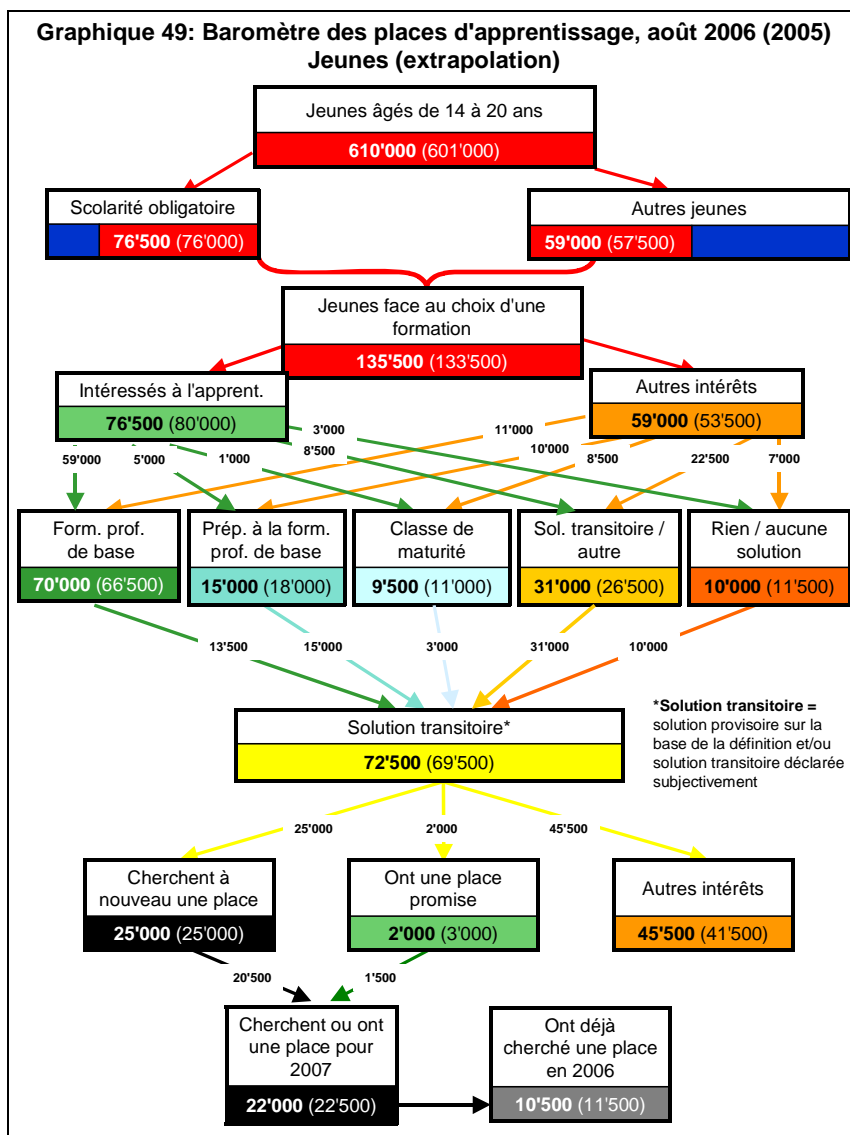 Graphique 49: Baromètre des places d'apprentissage, août 2006 (2005)
Jeunes (extrapolation)
Jeunes âgés de 14 à 20 ans
610'000 (601'000)
Scolarité obligatoire
76'500 (76'000)
Autres jeunes
59'000 (57'500)
Jeunes face au choix d'une
formation
135'500 (133'500)
Intéressés à l'apprent.
76'500 (80'000)
Autres intérêts
59'000 (53'500)
59'000
5'000
1'000
8'500
3'000
11'000
10'000
8'500
22'500
7'000
Form. prof.
de base
70'000 (66'500)
Prép. à la form.
prof. de base
15'000 (18'000)
Classe de
maturité
9'500 (11'000)
Sol. transitoire /
autre
31'000 (26'500)
Rien / aucune
solution
10'000 (11'500)
13'500
15'000
3'000
31'000
10'000
Solution transitoire*
72'500 (69'500)
*Solution transitoire =
solution provisoire sur la
base de la définition et/ou
solution transitoire déclarée
subjectivement
25'000
2'000
45'500
Cherchent à
nouveau une place
25'000 (25'000)
Ont une place
promise
2'000 (3'000)
Autres intérêts
45'500 (41'500)
20'500
1'500
Cherchent ou ont
une place pour
2007
22'000 (22'500)
Ont déjà
cherché une place
en 2006
10'500 (11'500)